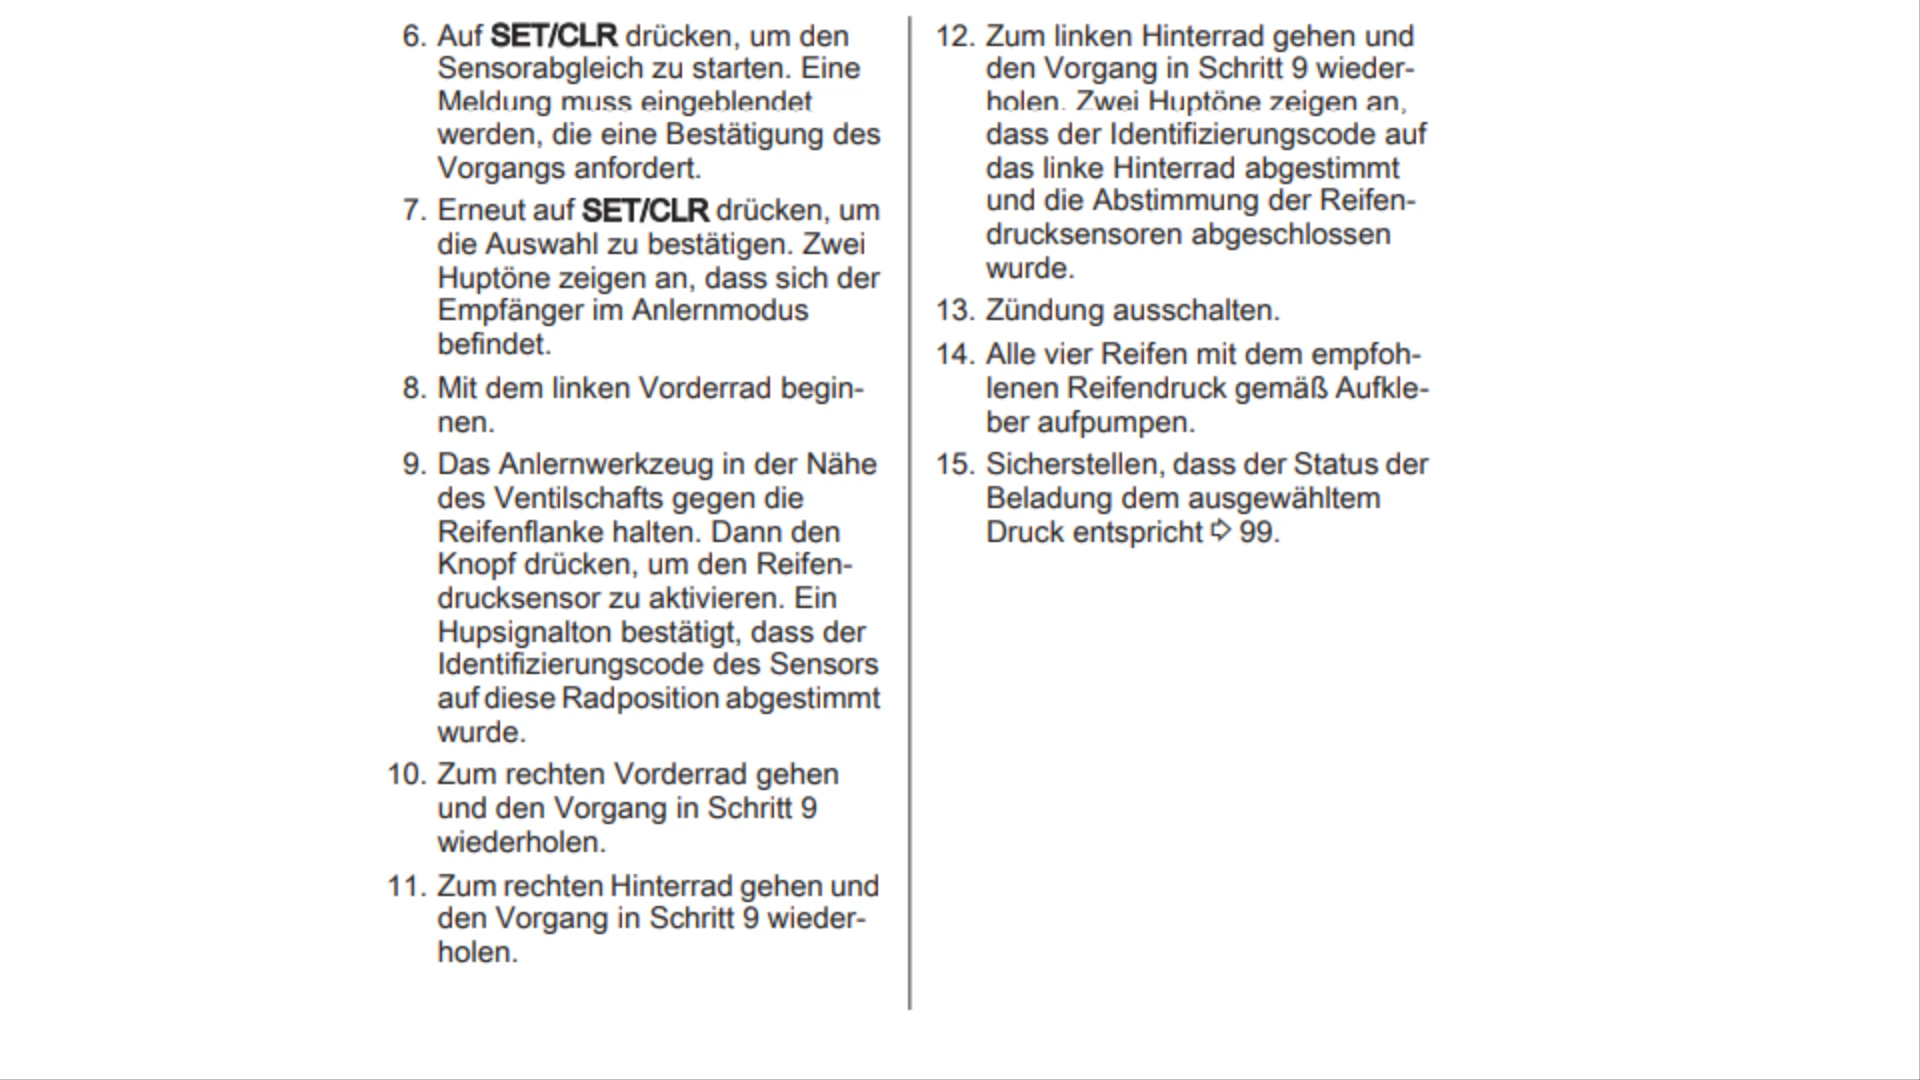 6. Auf SET/CLR drücken, um den
Sensorabgleich zu starten. Eine
Meldung muss eingeblendet
werden, die eine Bestätigung des
Vorgangs anfordert.
7. Erneut auf SET/CLR drücken, um
die Auswahl zu bestätigen. Zwei
Huptöne zeigen an, dass sich der
Empfänger im Anlernmodus
befindet.
8. Mit dem linken Vorderrad begin-
nen.
9. Das Anlernwerkzeug in der Nähe
des Ventilschafts gegen die
Reifenflanke halten. Dann den
Knopf drücken, um den Reifen-
drucksensor zu aktivieren. Ein
Hupsignalton bestätigt, dass der
Identifizierungscode des Sensors
auf diese Radposition abgestimmt
wurde.
10. Zum rechten Vorderrad gehen
und den Vorgang in Schritt 9
wiederholen.
11. Zum rechten Hinterrad gehen und
den Vorgang in Schritt 9 wieder-
holen.
12. Zum linken Hinterrad gehen und
den Vorgang in Schritt 9 wieder-
holen. Zwei Huptöne zeigen an,
dass der Identifizierungscode auf
das linke Hinterrad abgestimmt
und die Abstimmung der Reifen-
drucksensoren abgeschlossen
wurde.
13. Zündung ausschalten.
14. Alle vier Reifen mit dem empfoh-
lenen Reifendruck gemäß Aufkle-
ber aufpumpen.
15. Sicherstellen, dass der Status der
Beladung dem ausgewähltem
Druck entspricht ➪ 99.